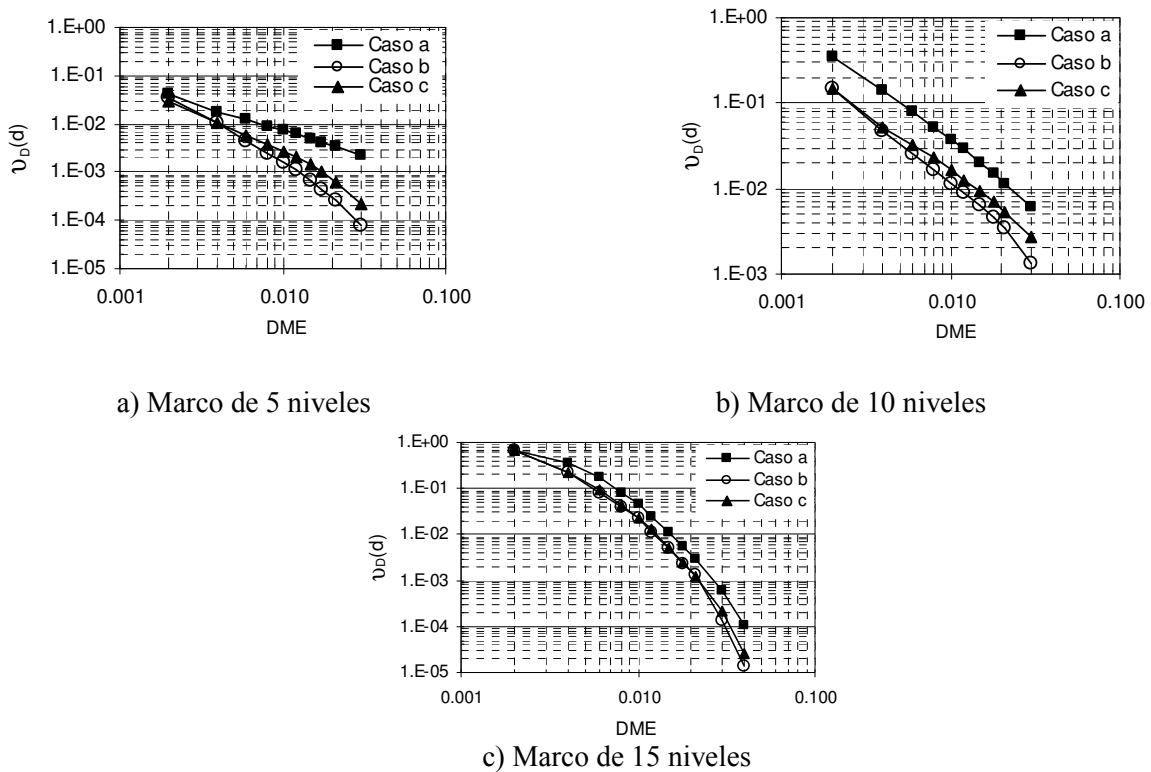 1.E+00
1.E-01
1.E-02
1.E-03
1.E-04
1.E-05
υD(d)
0.001 0.010 0.100
DME
Caso a
Caso b
Caso c
a) Marco de 5 niveles
1.E+00
1.E-01
1.E-02
1.E-03
υD(d)
0.001 0.010 0.100
DME
Caso a
Caso b
Caso c
b) Marco de 10 niveles
1.E+00
1.E-01
1.E-02
1.E-03
1.E-04
1.E-05
υD(d)
0.001 0.010 0.100
DME
Caso a
Caso b
Caso c
c) Marco de 15 niveles